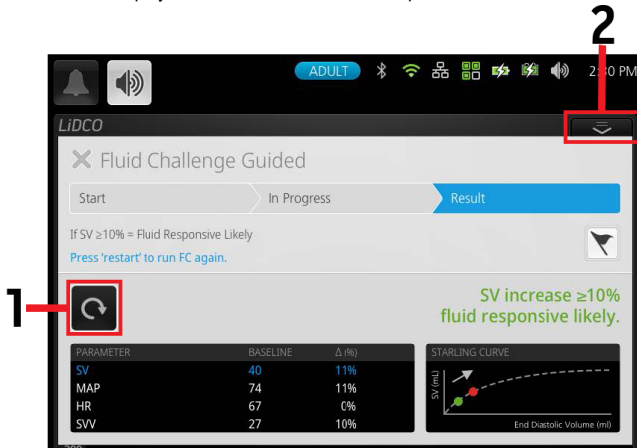 2
ADULT 2:30 PM
LiDCO
Fluid Challenge Guided
Start In Progress Result
If SV ≥10% = Fluid Responsive Likely
Press 'restart' to run FC again.
1
SV increase ≥10%
fluid responsive likely.
PARAMETER BASELINE Δ (%)
SV 40 11%
MAP 74 11%
HR 67 0%
SVV 27 10%
STARLING CURVE
SV (mL)
End Diastolic Volume (ml)
200